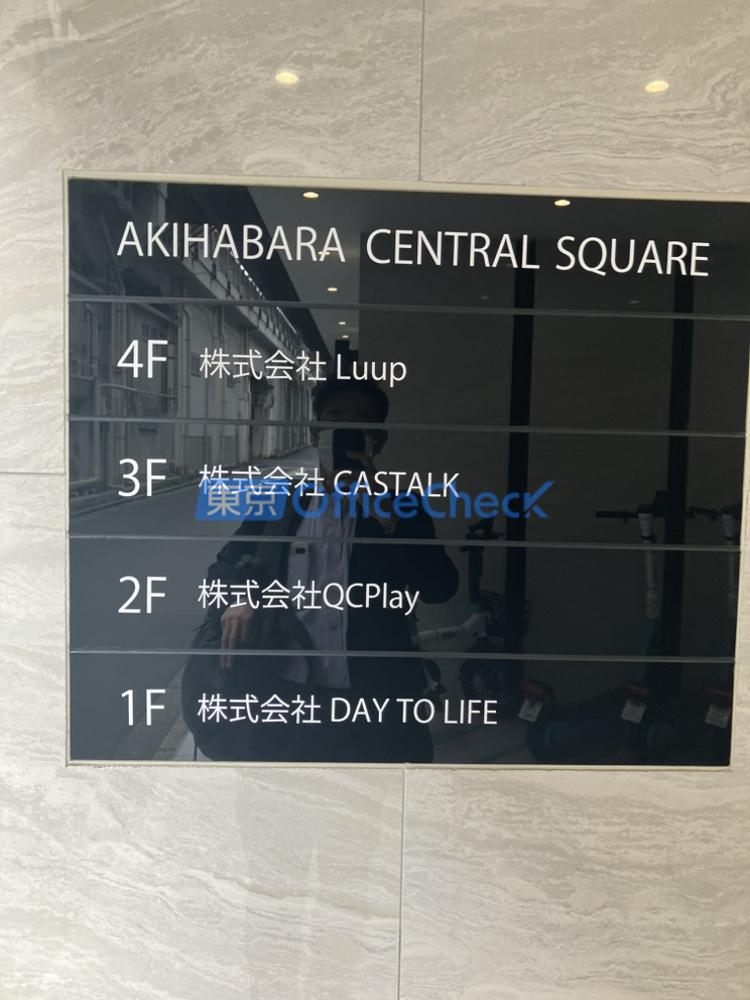 AKIHABARA CENTRAL SQUARE
4F 株式会社 Luup
3F 株式会社 CASTALK
東京OfficeCheck
2F 株式会社QCPlay
1F 株式会社 DAY TO LIFE